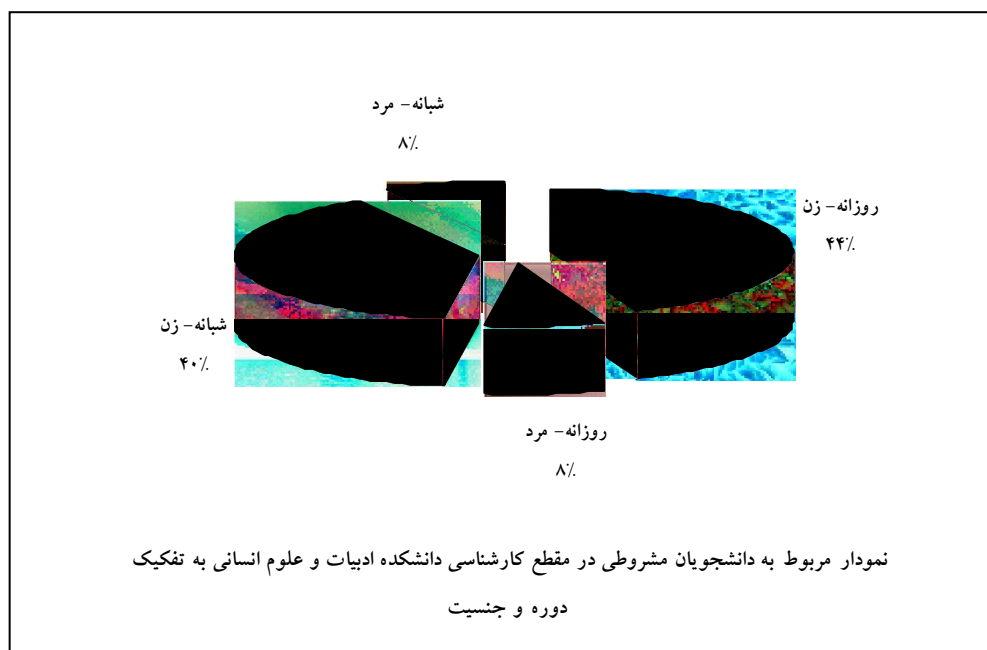 شبانه- مرد
۸٪
روزانه- زن
۴۴٪
شبانه- زن
۴۰٪
روزانه- مرد
۸٪
نمودار مربوط به دانشجویان مشروطی در مقطع کارشناسی دانشکده ادبیات و علوم انسانی به تفکیک
دوره و جنسیت